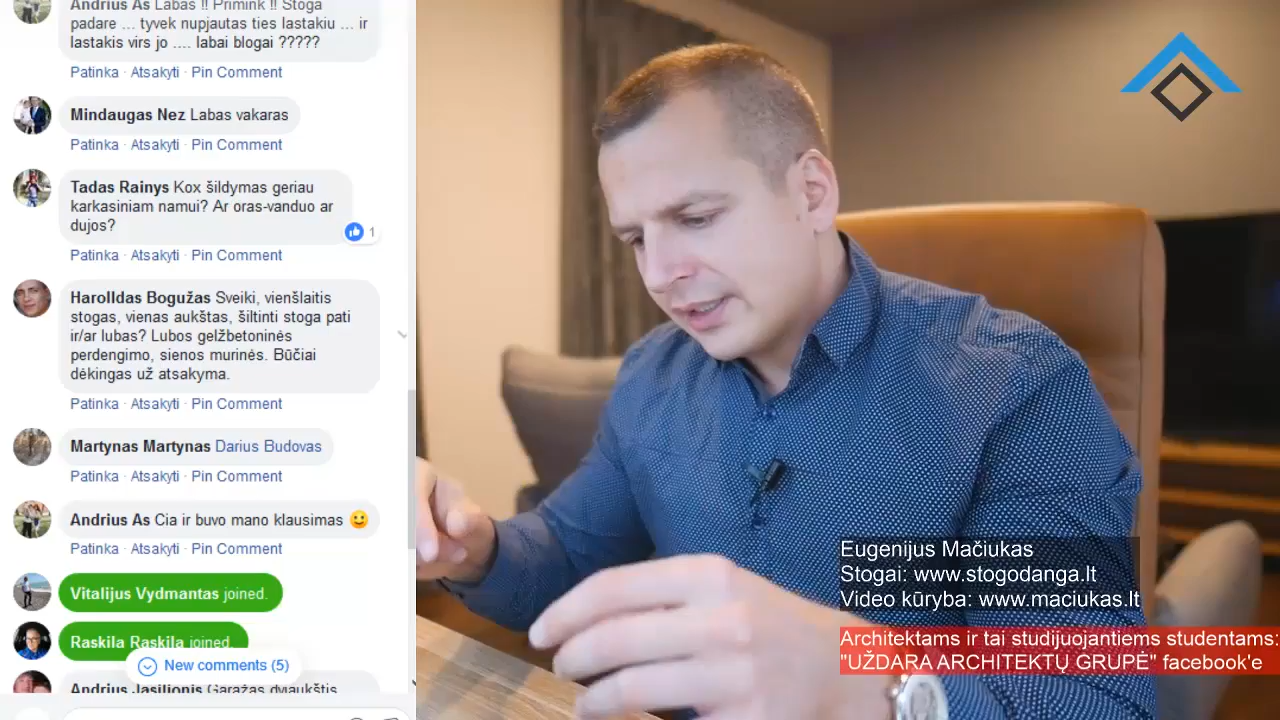 Andrius As Labas !! Primink !! Stoga
padare ... tyvek nupjautas ties lastakiu ... ir
lastakis virs jo .... labai blogai ?????
Patinka · Atsakyti · Pin Comment
Mindaugas Nez Labas vakaras
Patinka · Atsakyti · Pin Comment
Tadas Rainys Kox šildymas geriau
karkasiniam namui? Ar oras-vanduo ar
dujos?
1
Patinka · Atsakyti · Pin Comment
Harolldas Bogužas Sveiki, vienšlaitis
stogas, vienas aukštas, šiltinti stoga pati
ir/ar lubas? Lubos gelžbetoninės
perdengimo, sienos murinės. Būčiai
dėkingas už atsakyma.
Patinka · Atsakyti · Pin Comment
Martynas Martynas Darius Budovas
Patinka · Atsakyti · Pin Comment
Andrius As Cia ir buvo mano klausimas
Patinka · Atsakyti · Pin Comment
Vitalijus Vydmantas joined.
Raskila Raskila joined.
New comments (5)
Andrius Jasilionis Garažas dviaukštis
Eugenijus Mačiukas
Stogai: www.stogodanga.lt
Video kūryba: www.maciukas.lt
Architektams ir tai studijuojantiems studentams:
"UŽDARA ARCHITEKTŲ GRUPĖ" facebook'e